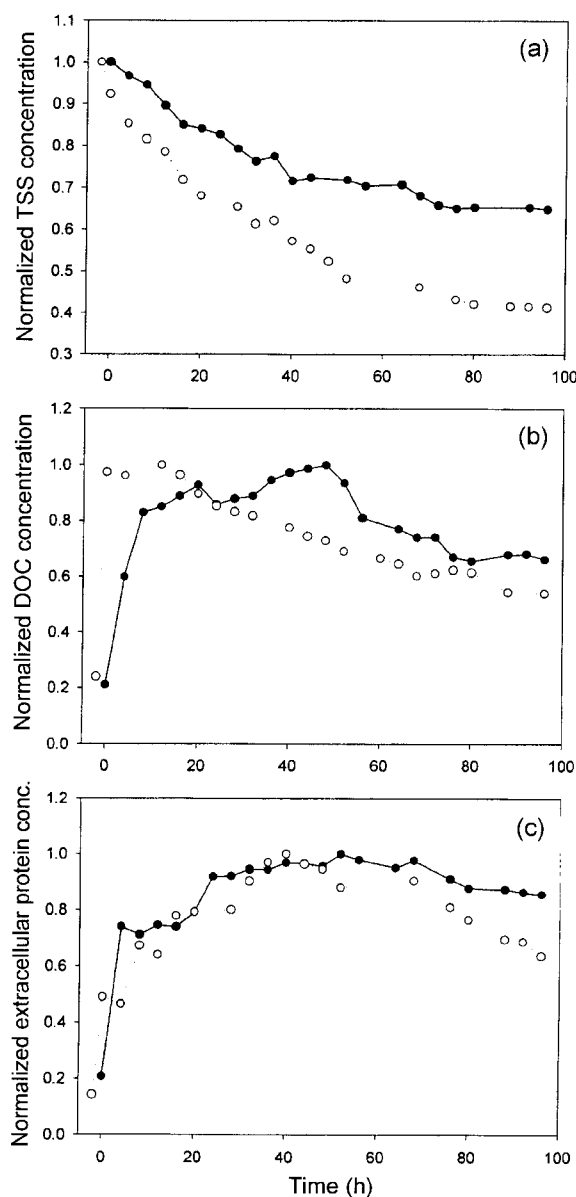 (a)
Normalized TSS concentration
1.1
1.0
0.9
0.8
0.7
0.6
0.5
0.4
0.3
0 20 40 60 80 100
(b)
Normalized DOC concentration
1.2
1.0
0.8
0.6
0.4
0.2
0.0
0 20 40 60 80 100
(c)
Normalized extracellular protein conc.
1.2
1.0
0.8
0.6
0.4
0.2
0.0
0 20 40 60 80 100
Time (h)